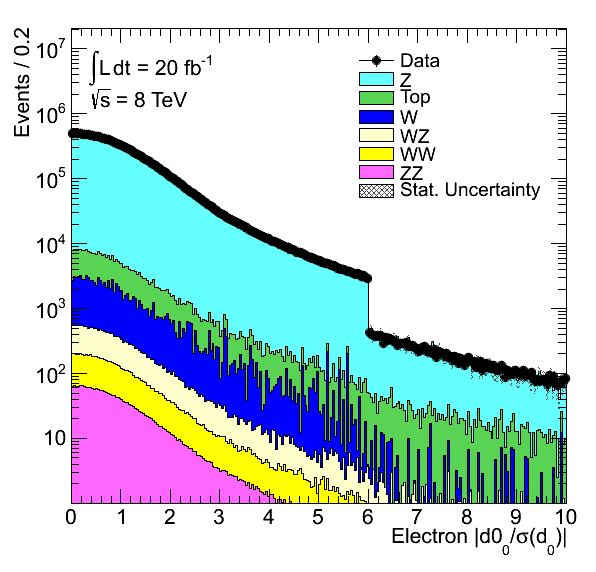 Events / 0.2
10⁷
10⁶
10⁵
10⁴
10³
10²
10
∫L dt = 20 fb⁻¹
√s = 8 TeV
Data
Z
Top
W
WZ
WW
ZZ
Stat. Uncertainty
0 1 2 3 4 5 6 7 8 9 10
Electron |d0₀/σ(d₀)|